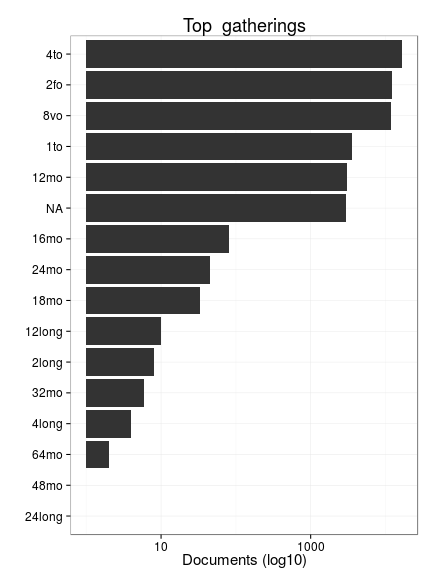 Top gatherings
4to
2fo
8vo
1to
12mo
NA
16mo
24mo
18mo
12long
2long
32mo
4long
64mo
48mo
24long
10 1000
Documents (log10)